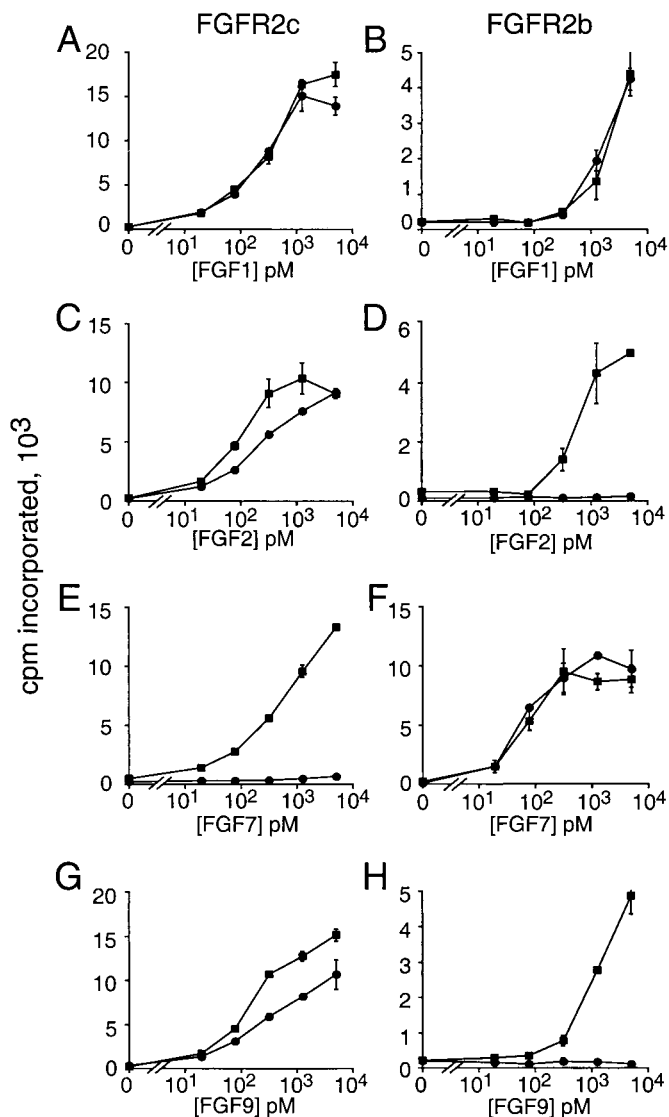 FGFR2c FGFR2b
A B
20 5
15 4
10 3
5 2
0 1
0
0 10¹ 10² 10³ 10⁴ 0 10¹ 10² 10³ 10⁴
[FGF1] pM [FGF1] pM
C D
15 6
10 4
5 2
0 0
0 10¹ 10² 10³ 10⁴ 0 10¹ 10² 10³ 10⁴
[FGF2] pM [FGF2] pM
cpm incorporated, 10³
E F
15 15
10 10
5 5
0 0
0 10¹ 10² 10³ 10⁴ 0 10¹ 10² 10³ 10⁴
[FGF7] pM [FGF7] pM
G H
20 5
15 4
10 3
5 2
0 1
0
0 10¹ 10² 10³ 10⁴ 0 10¹ 10² 10³ 10⁴
[FGF9] pM [FGF9] pM